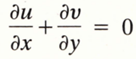 ∂u/∂x + ∂υ/∂y = 0